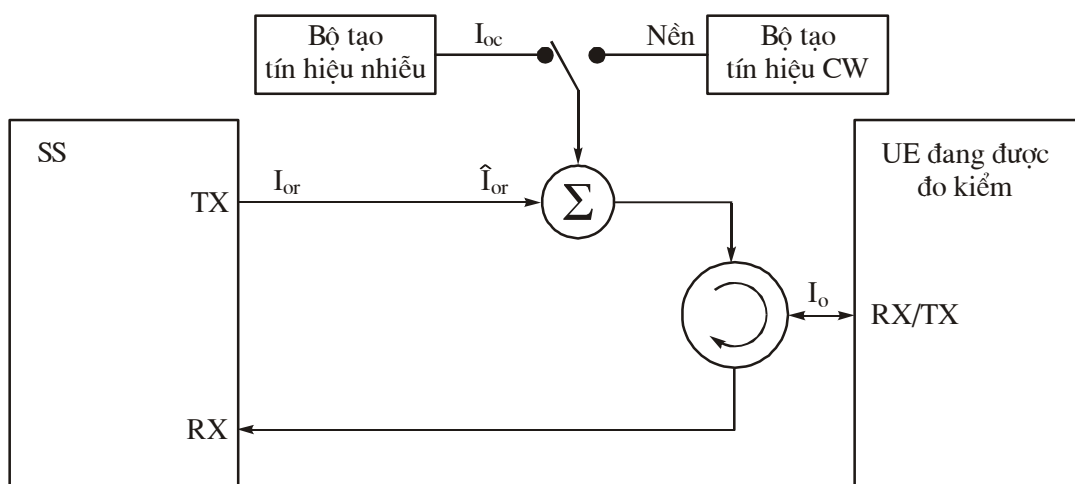 Bộ tạo
tín hiệu nhiễu
I_oc
Nền
Bộ tạo
tín hiệu CW
SS
UE đang được
đo kiểm
TX
I_or
Î_or
Σ
I_o
RX/TX
RX